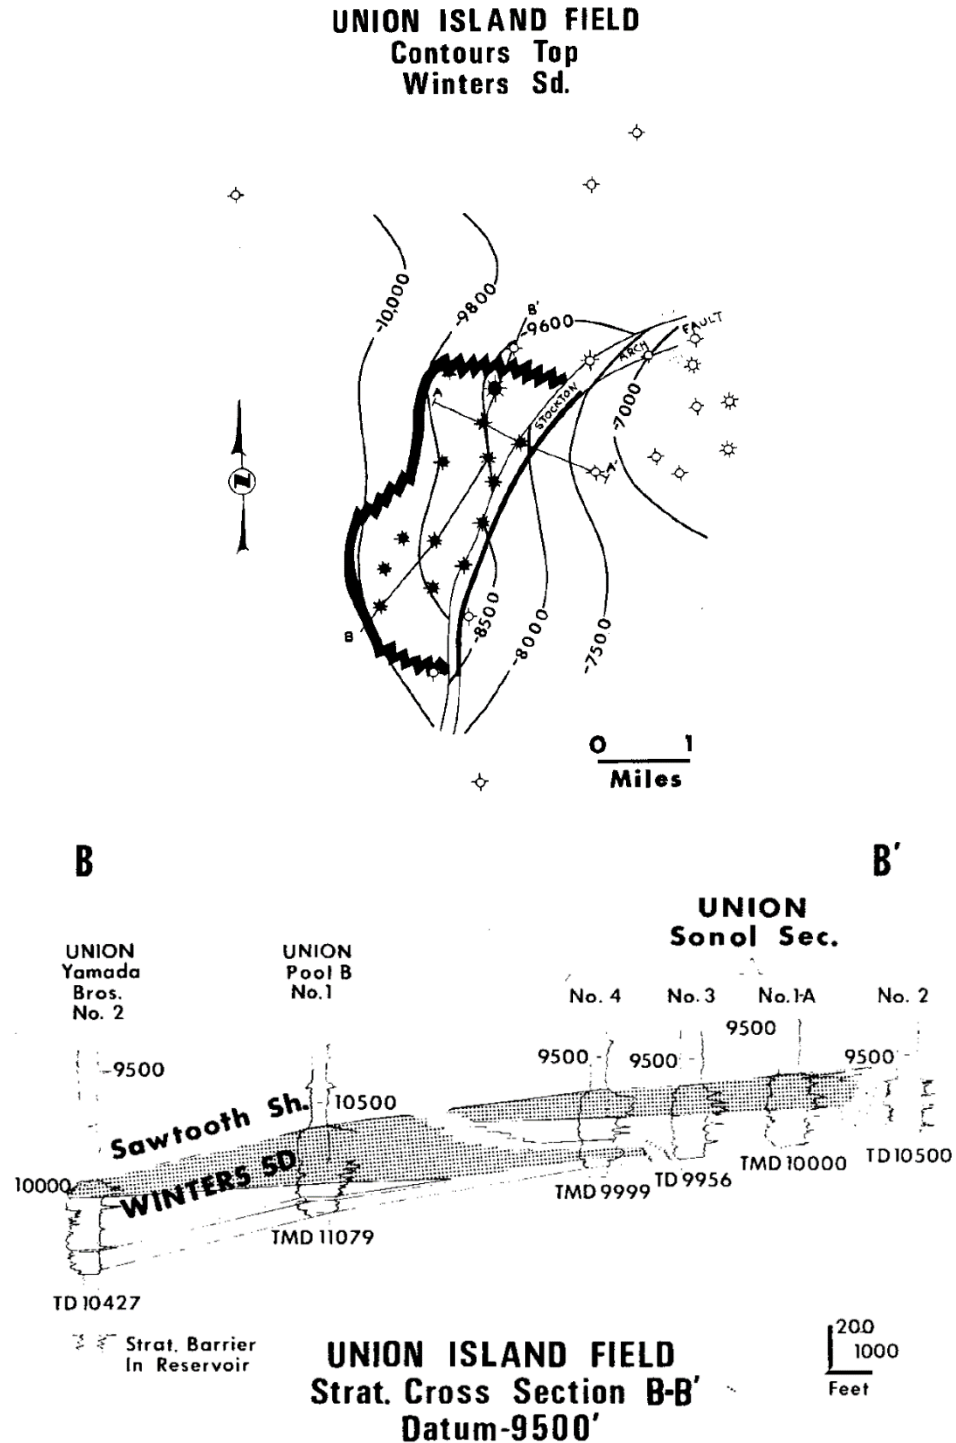 UNION ISLAND FIELD
Contours Top
Winters Sd.
-10,000
-9800
B'
-9600
FAULT
ARCH
STOCKTON
-7000
A
A'
Z
B
-8500
-8000
-7500
0 1
Miles
B B'
UNION
Sonol Sec.
UNION
Yamada
Bros.
No. 2
UNION
Pool B
No.1
No. 4 No. 3 No.1-A No. 2
9500
9500 9500 9500
-9500
10500
Sawtooth Sh.
WINTERS SD
10000
TMD 9999 TD 9956 TMD 10000 TD 10500
TMD 11079
TD 10427
Strat. Barrier
In Reservoir
200
1000
Feet
UNION ISLAND FIELD
Strat. Cross Section B-B'
Datum-9500'